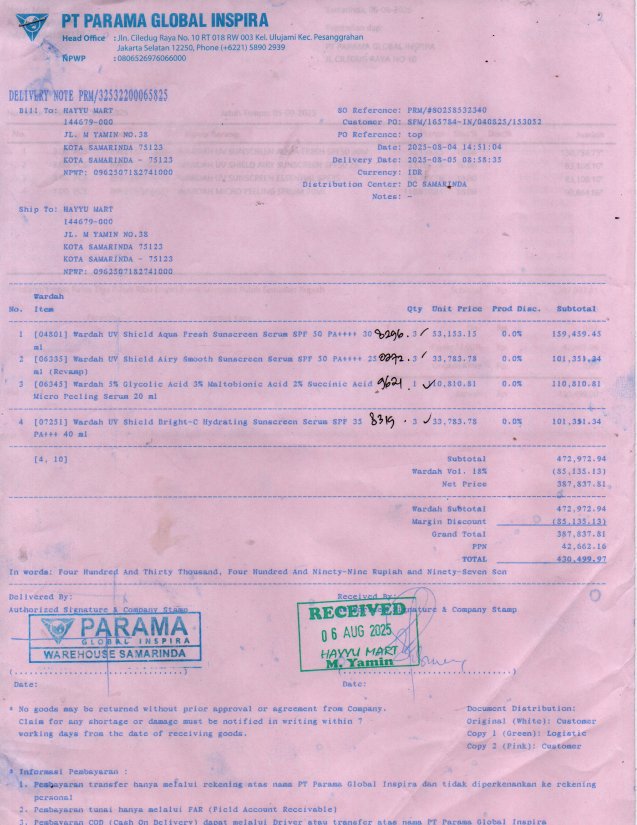 PT PARAMA GLOBAL INSPIRA
2
Head Office : Jln. Ciledug Raya No. 10 RT 018 RW 003 Kel. Ulujami Kec. Pesanggrahan
Jakarta Selatan 12250, Phone (+6221) 5890 2939
NPWP : 0806526976066000
DELIVERY NOTE PRM/32532200065825
Bill To: HAYYU MART SO Reference: PRM/#SO258532340
144679-000 Customer PO: SFM/165784-IN/040825/153052
JL. M YAMIN NO.38 PO Reference: top
KOTA SAMARINDA 75123 Date: 2025-08-04 14:51:04
KOTA SAMARINDA - 75123 Delivery Date: 2025-08-05 08:58:35
NPWP: 0962507182741000 Currency: IDR
Distribution Center: DC SAMARINDA
Notes: -
Ship To: HAYYU MART
144679-000
JL. M YAMIN NO.38
KOTA SAMARINDA 75123
KOTA SAMARINDA - 75123
NPWP: 0962507182741000
Wardah
No. Item Qty Unit Price Prod Disc. Subtotal
1 [04801] Wardah UV Shield Aqua Fresh Sunscreen Serum SPF 50 PA++++ 30 8296 3 53,153.15 0.0% 159,459.45
ml
2 [06335] Wardah UV Shield Airy Smooth Sunscreen Serum SPF 50 PA++++ 25 3 33,783.78 0.0% 101,351.34
ml (Revamp)
3 [06345] Wardah 5% Glycolic Acid 3% Maltobionic Acid 2% Succinic Acid 9621 1 110,810.81 0.0% 110,810.81
Micro Peeling Serum 20 ml
4 [07251] Wardah UV Shield Bright-C Hydrating Sunscreen Serum SPF 35 8319 3 33,783.78 0.0% 101,351.34
PA+++ 40 ml
[4, 10] Subtotal 472,972.94
Wardah Vol. 18% (85,135.13)
Net Price 387,837.81
Wardah Subtotal 472,972.94
Margin Discount (85,135.13)
Grand Total 387,837.81
PPN 42,662.16
TOTAL 430,499.97
In words: Four Hundred And Thirty Thousand, Four Hundred And Ninety-Nine Rupiah and Ninety-Seven Sen
Delivered By: Received By:
Authorized Signature & Company Stamp Signature & Company Stamp
PARAMA
GLOBAL INSPIRA
WAREHOUSE SAMARINDA
RECEIVED
06 AUG 2025
HAYYU MART
M. Yamin
Date: Date:
* No goods may be returned without prior approval or agreement from Company.
Claim for any shortage or damage must be notified in writing within 7
working days from the date of receiving goods.
Document Distribution:
Original (White): Customer
Copy 1 (Green): Logistic
Copy 2 (Pink): Customer
* Informasi Pembayaran :
1. Pembayaran transfer hanya melalui rekening atas nama PT Parama Global Inspira dan tidak diperkenankan ke rekening
personal
2. Pembayaran tunai hanya melalui FAR (Field Account Receivable)
3. Pembayaran COD (Cash On Delivery) dapat melalui Driver atau transfer atas nama PT Parama Global Inspira